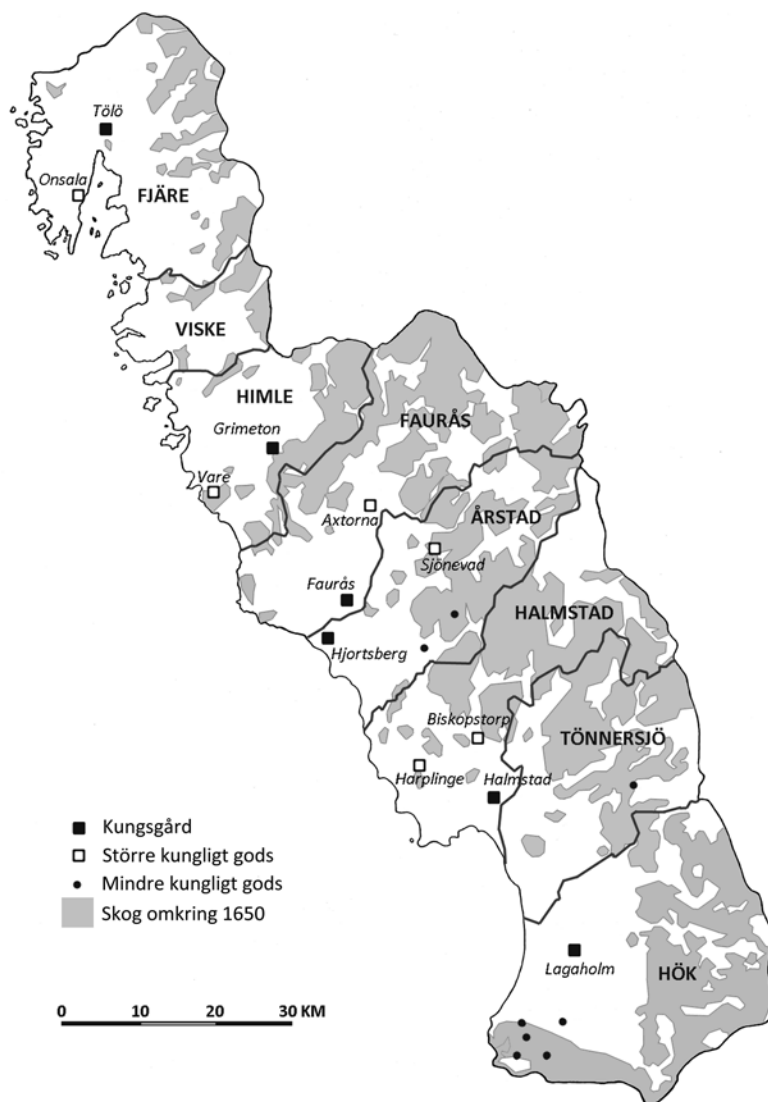 Tölö
Onsala
FJÄRE
VISKE
HIMLE
Grimeton
FAURÅS
Vare
Axtorna
ÅRSTAD
Sjönevad
Faurås
HALMSTAD
Hjortsberg
Biskopstorp
TÖNNERSJÖ
Harplinge
Halmstad
Kungsgård
Större kungligt gods
Mindre kungligt gods
Skog omkring 1650
Lagaholm
HÖK
0 10 20 30 KM